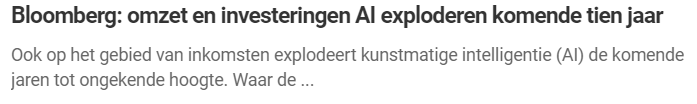 Bloomberg: omzet en investeringen AI exploderen komende tien jaar
Ook op het gebied van inkomsten explodeert kunstmatige intelligentie (AI) de komende
jaren tot ongekende hoogte. Waar de ...